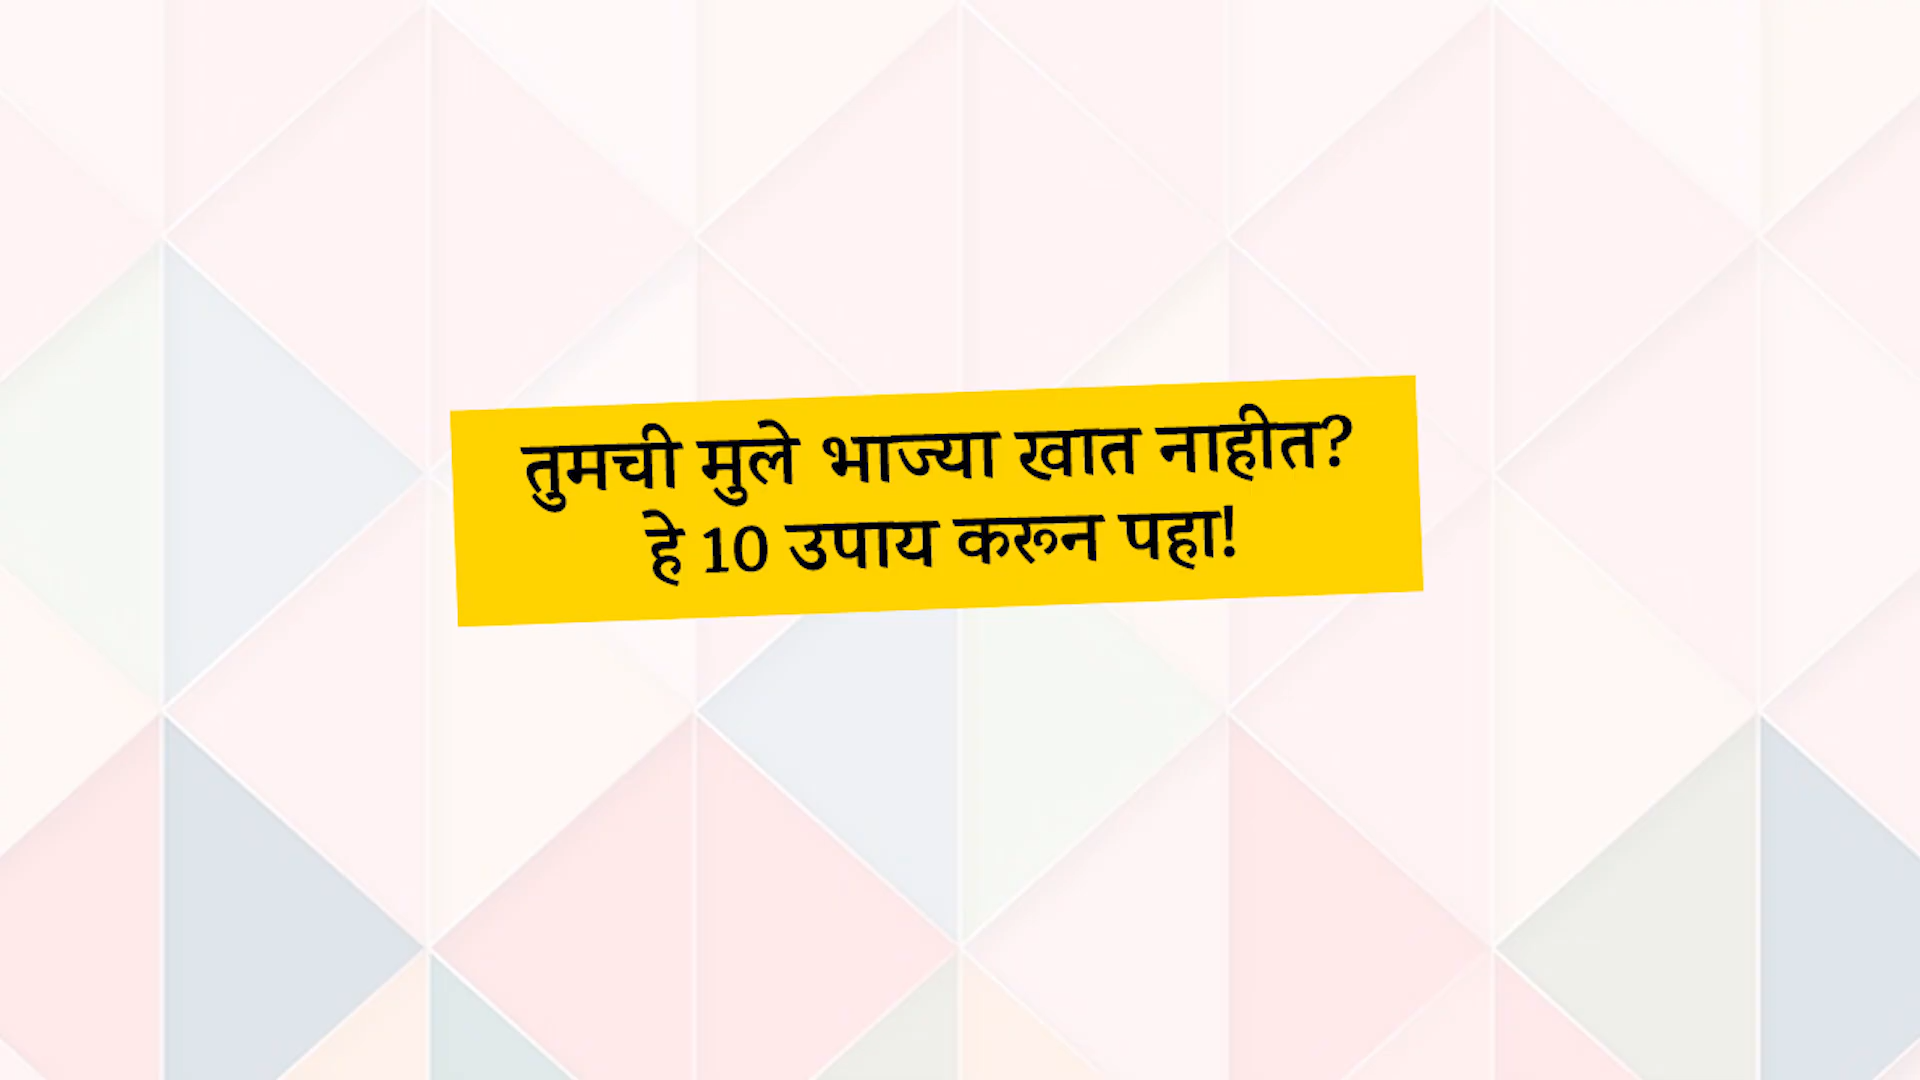 तुमची मुले भाज्या खात नाहीत?
हे 10 उपाय करून पहा!